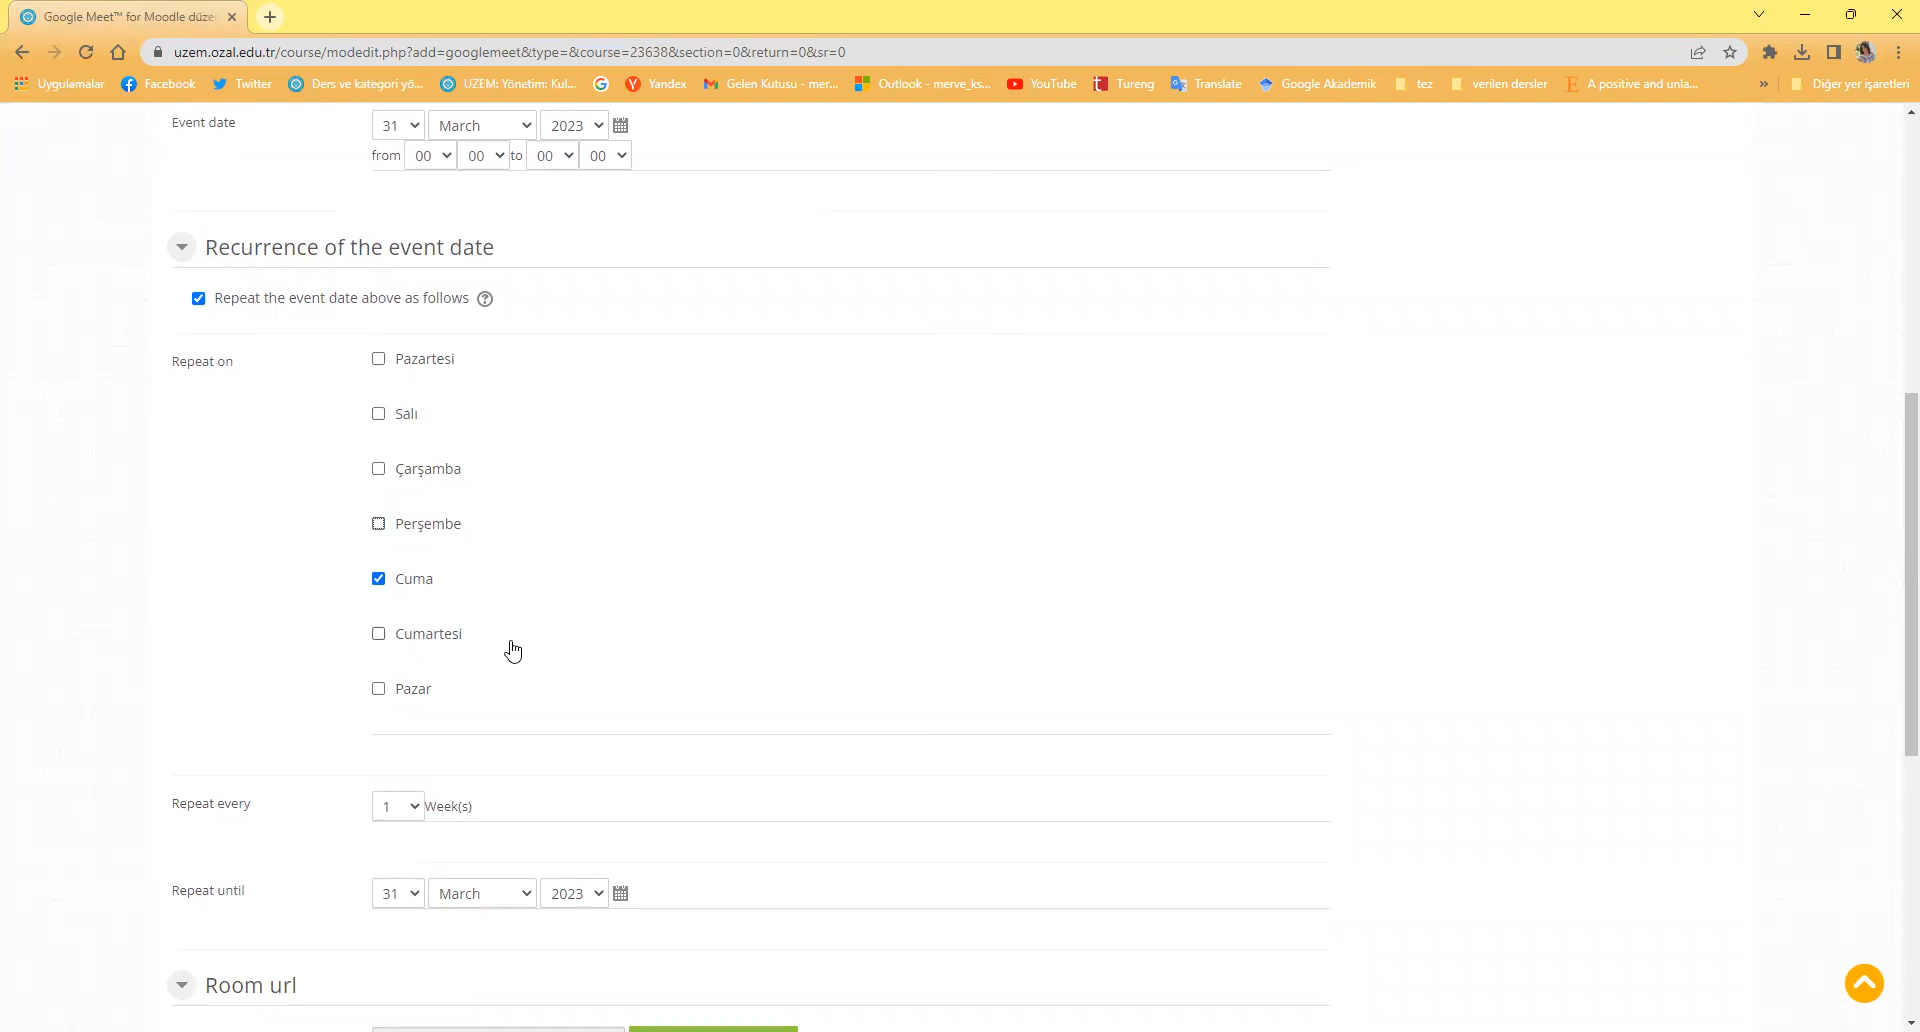 Google Meet™ for Moodle düze
uzem.ozal.edu.tr/course/modedit.php?add=googlemeet&type=&course=23638&section=0&return=0&sr=0
Uygulamalar Facebook Twitter Ders ve kategori yö... UZEM: Yönetim: Kul... Yandex Gelen Kutusu - mer... Outlook - merve_ks... YouTube Tureng Translate Google Akademik tez verilen dersler A positive and unla... » Diğer yer işaretleri
Event date 31 March 2023
from 00 00 to 00 00
Recurrence of the event date
Repeat the event date above as follows
Repeat on Pazartesi
Salı
Çarşamba
Perşembe
Cuma
Cumartesi
Pazar
Repeat every 1 Week(s)
Repeat until 31 March 2023
Room url